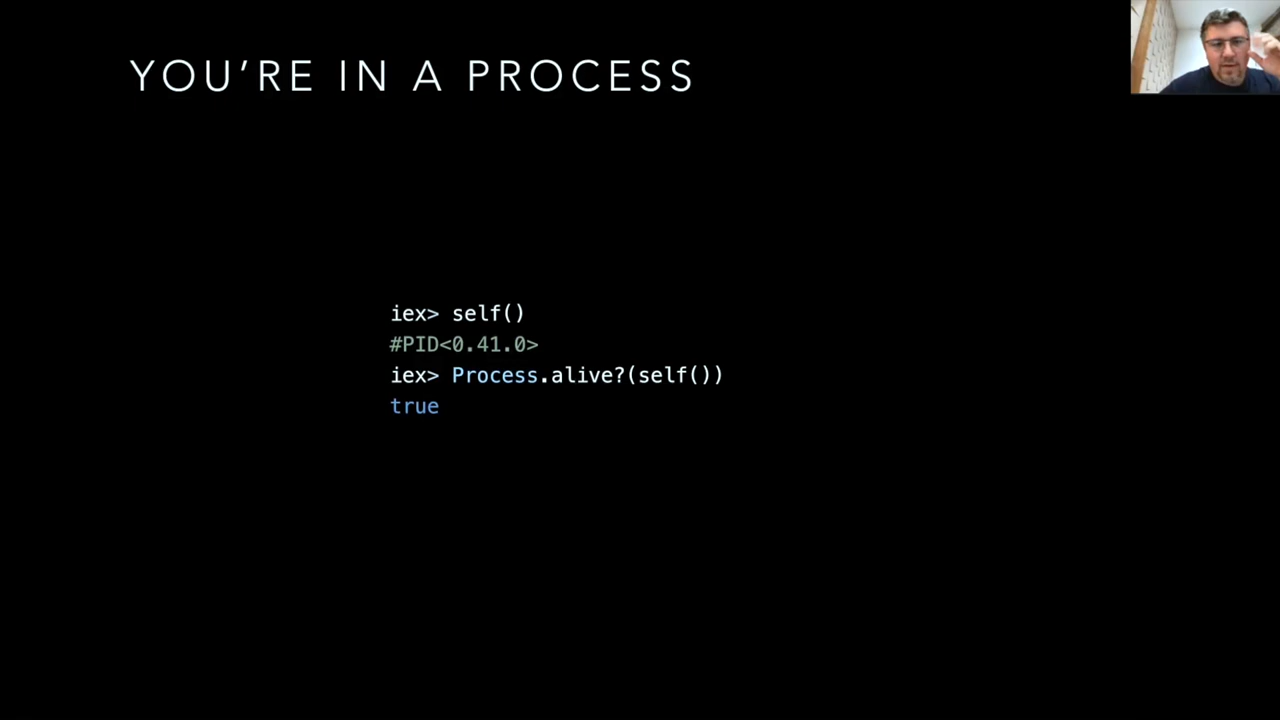 YOU'RE IN A PROCESS
iex> self()
#PID<0.41.0>
iex> Process.alive?(self())
true